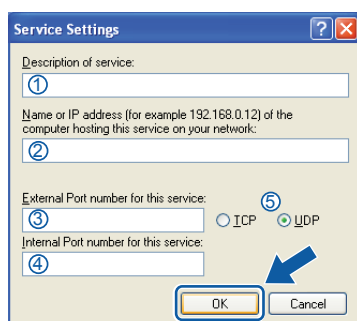 Service Settings
Description of service:
①
Name or IP address (for example 192.168.0.12) of the
computer hosting this service on your network:
②
External Port number for this service:
⑤
③
TCP
UDP
Internal Port number for this service:
④
OK
Cancel